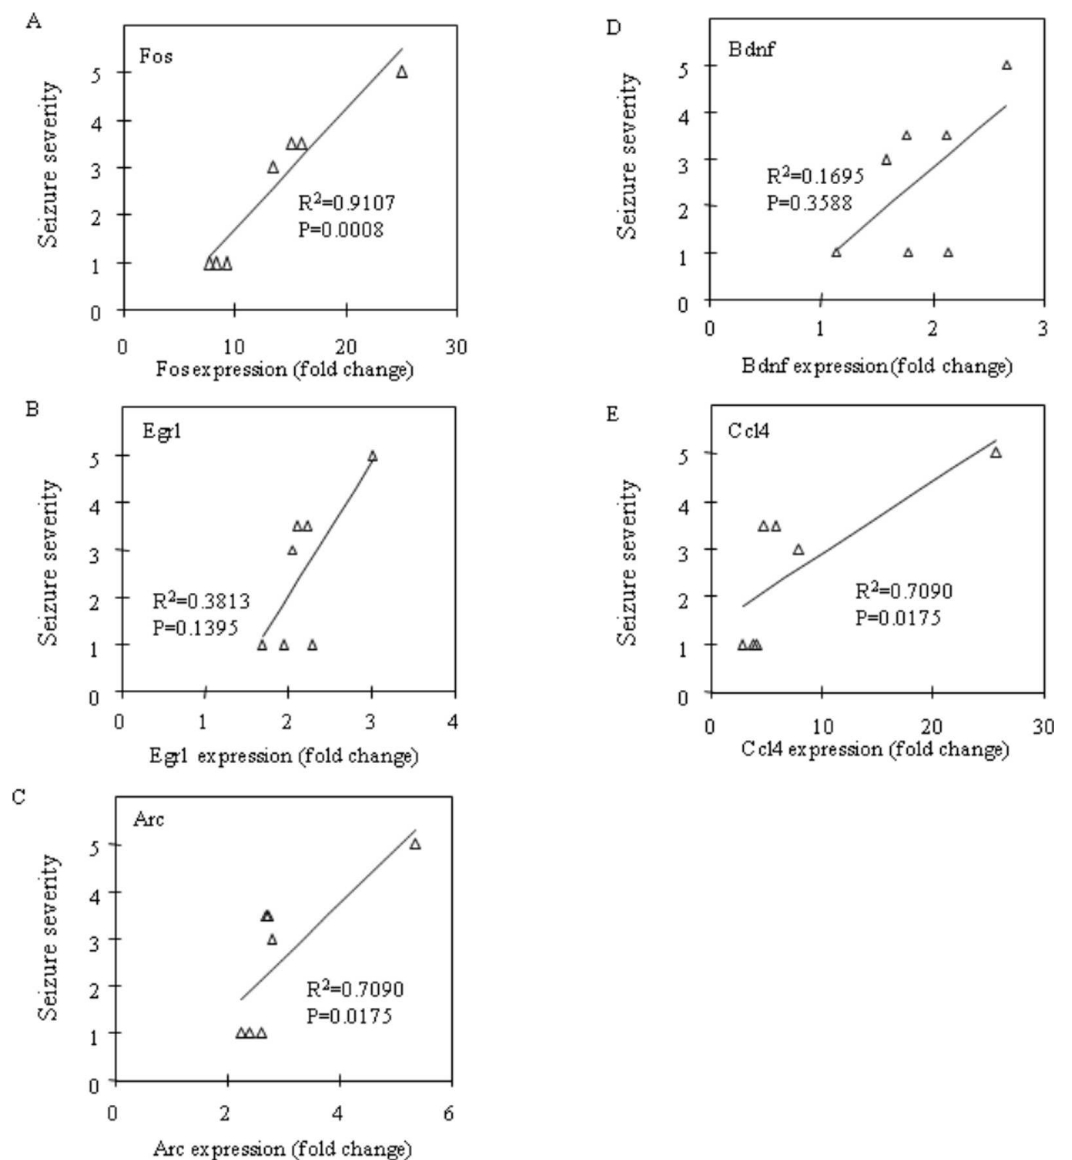 A
Fos
Seizure severity
5
4
3
2
1
0
R²=0.9107
P=0.0008
0 10 20 30
Fos expression (fold change)
B
Egr1
Seizure severity
5
4
3
2
1
0
R²=0.3813
P=0.1395
0 1 2 3 4
Egr1 expression (fold change)
C
Arc
Seizure severity
5
4
3
2
1
0
R²=0.7090
P=0.0175
0 2 4 6
Arc expression (fold change)
D
Bdnf
Seizure severity
5
4
3
2
1
0
R²=0.1695
P=0.3588
0 1 2 3
Bdnf expression (fold change)
E
Ccl4
Seizure severity
5
4
3
2
1
0
R²=0.7090
P=0.0175
0 10 20 30
Ccl4 expression (fold change)